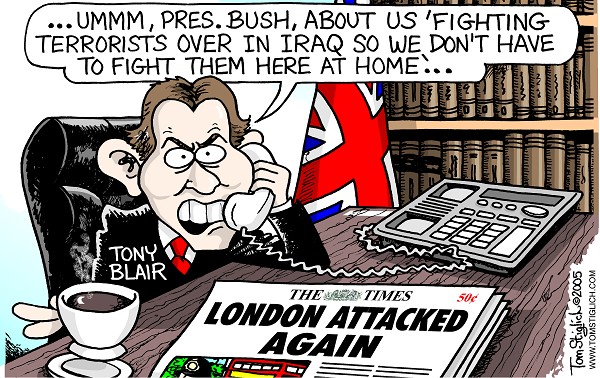 ...UMMM, PRES. BUSH, ABOUT US 'FIGHTING
TERRORISTS OVER IN IRAQ SO WE DON'T HAVE
TO FIGHT THEM HERE AT HOME'...
TONY
BLAIR
THE TIMES
50¢
LONDON ATTACKED
AGAIN
Tom Stiglich ©2005
WWW.TOMSTIGLICH.COM